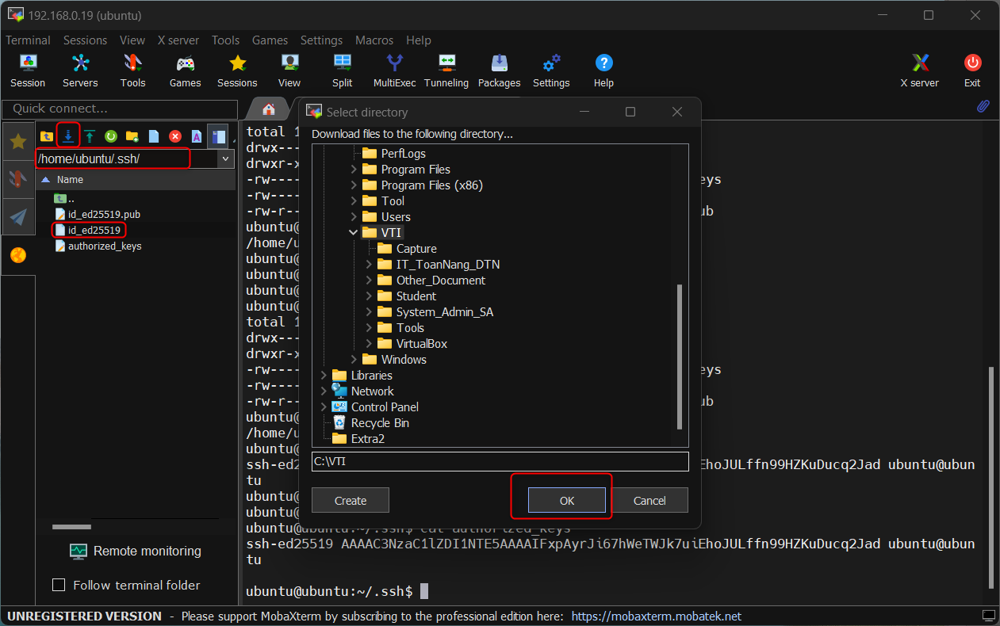 192.168.0.19 (ubuntu)
Terminal Sessions View X server Tools Games Settings Macros Help
Session Servers Tools Games Sessions View Split MultiExec Tunneling Packages Settings Help X server Exit
Quick connect...
/home/ubuntu/.ssh/
Name
..
id_ed25519.pub
id_ed25519
authorized_keys
Remote monitoring
Follow terminal folder
Select directory
Download files to the following directory...
PerfLogs
Program Files
Program Files (x86)
Tool
Users
VTI
Capture
IT_ToanNang_DTN
Other_Document
Student
System_Admin_SA
Tools
VirtualBox
Windows
Libraries
Network
Control Panel
Recycle Bin
Extra2
C:\VTI
Create OK Cancel
total 1
drwx---
drwxr-x
-rw---- eys
-rw----
-rw-r-- ub
ubuntu@
/home/u
ubuntu@
ubuntu@
ubuntu@
ubuntu@
total 1
drwx---
drwxr-x
-rw---- eys
-rw----
-rw-r-- ub
ubuntu@
/home/u
ubuntu@
ssh-ed2 EhoJULffn99HZKuDucq2Jad ubuntu@ubun
tu
ubuntu@
ubuntu@
ubuntu@ubuntu:~/.ssh$ cat authorized_keys
ssh-ed25519 AAAAC3NzaC1lZDI1NTE5AAAAIFxpAyrJi67hWeTWJk7uiEhoJULffn99HZKuDucq2Jad ubuntu@ubun
tu
ubuntu@ubuntu:~/.ssh$
UNREGISTERED VERSION - Please support MobaXterm by subscribing to the professional edition here: https://mobaxterm.mobatek.net